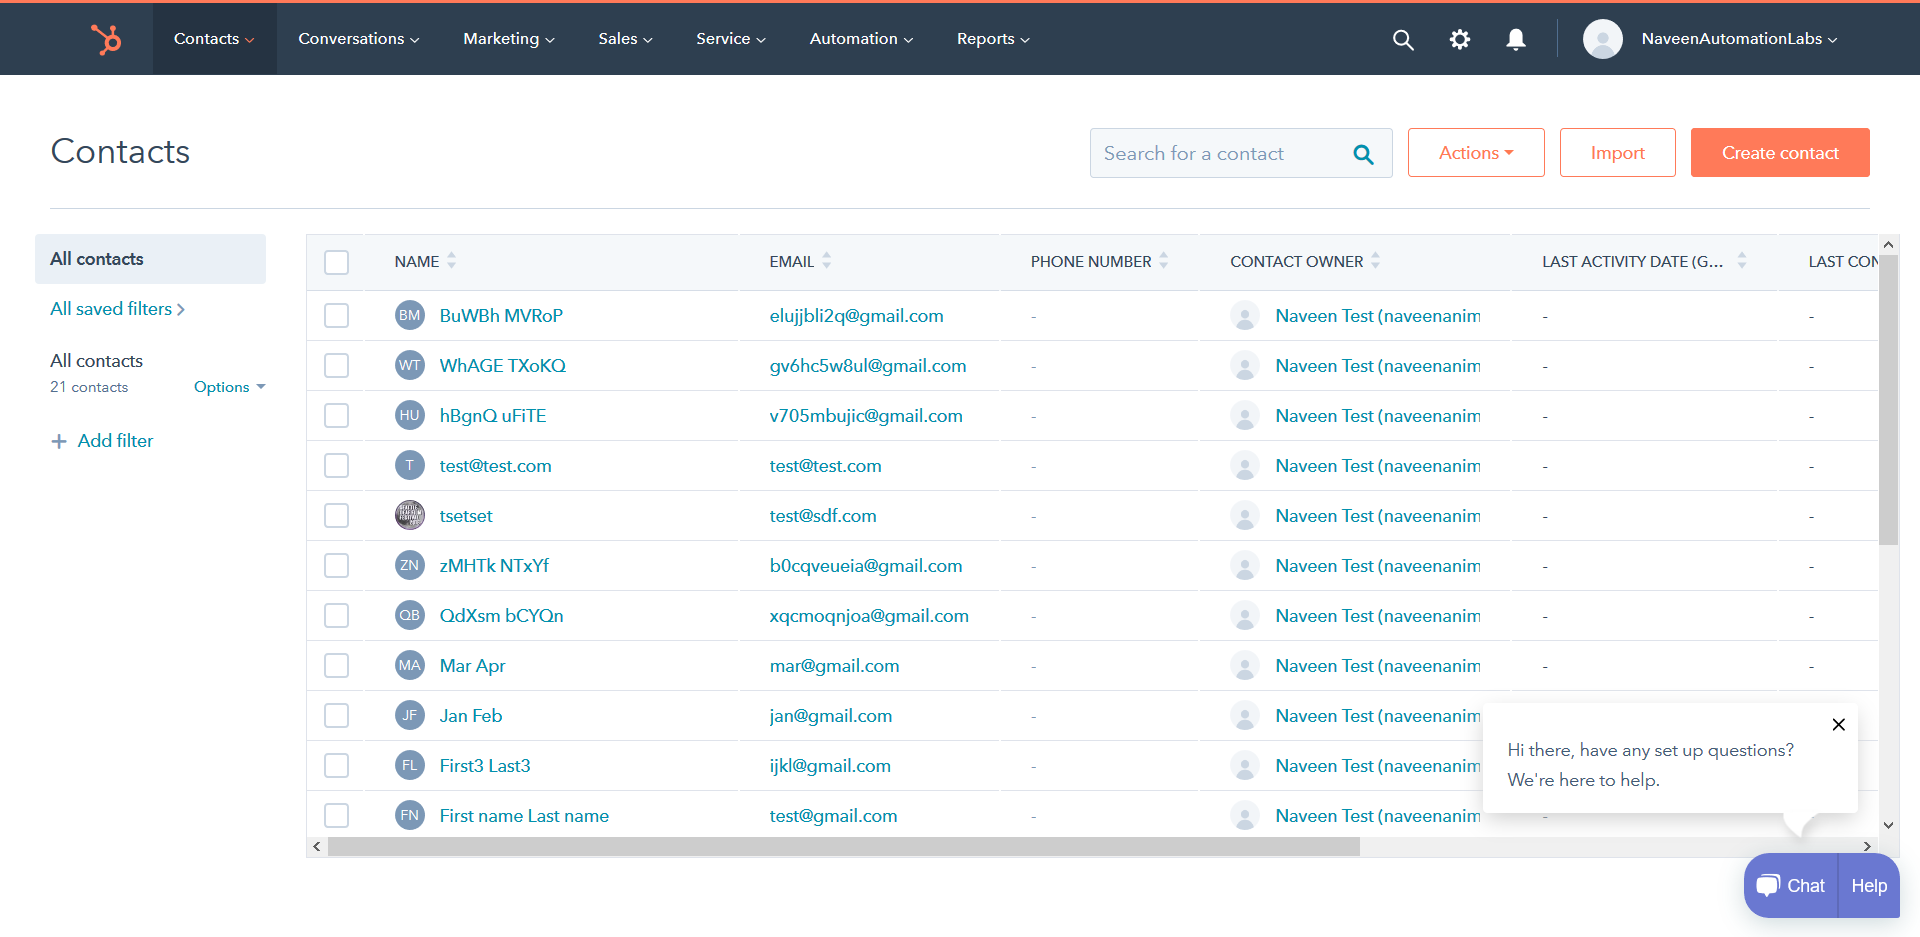 Contacts Conversations Marketing Sales Service Automation Reports NaveenAutomationLabs
Contacts
Search for a contact Actions Import Create contact
All contacts
All saved filters
All contacts
21 contacts Options
+ Add filter
NAME EMAIL PHONE NUMBER CONTACT OWNER LAST ACTIVITY DATE (G... LAST CON
BM BuWBh MVRoP elujjbli2q@gmail.com - Naveen Test (naveenanim - -
WT WhAGE TXoKQ gv6hc5w8ul@gmail.com - Naveen Test (naveenanim - -
HU hBgnQ uFiTE v705mbujic@gmail.com - Naveen Test (naveenanim - -
T test@test.com test@test.com - Naveen Test (naveenanim - -
tsetset test@sdf.com - Naveen Test (naveenanim - -
ZN zMHTk NTxYf b0cqveueia@gmail.com - Naveen Test (naveenanim - -
QB QdXsm bCYQn xqcmoqnjoa@gmail.com - Naveen Test (naveenanim - -
MA Mar Apr mar@gmail.com - Naveen Test (naveenanim - -
JF Jan Feb jan@gmail.com - Naveen Test (naveenanim
FL First3 Last3 ijkl@gmail.com - Naveen Test (naveenanim
FN First name Last name test@gmail.com - Naveen Test (naveenanim -
Hi there, have any set up questions?
We're here to help.
Chat Help